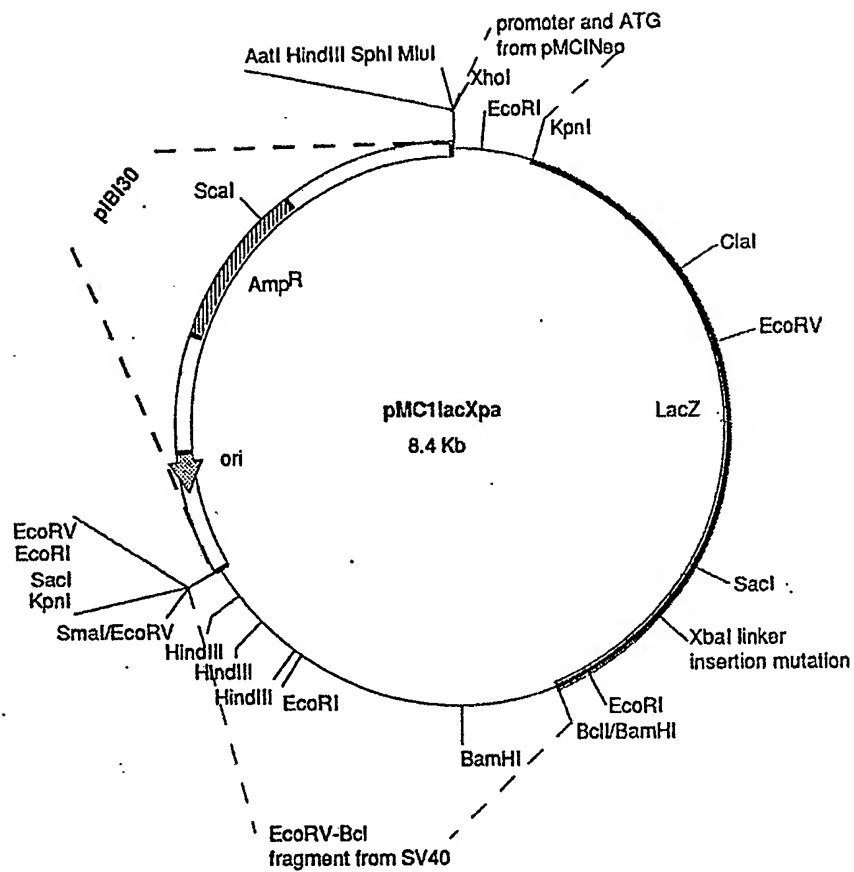 promoter and ATG
from pMCINeo
AatI HindIII SphI MluI
XhoI
EcoRI
KpnI
pIBI30
ScaI
AmpR
ClaI
EcoRV
pMC1lacXpa
8.4 Kb
LacZ
ori
EcoRV
EcoRI
SacI
KpnI
SmaI/EcoRV
HindIII
HindIII
HindIII
EcoRI
SacI
XbaI linker
insertion mutation
EcoRI
BclI/BamHI
BamHI
EcoRV-Bcl
fragment from SV40